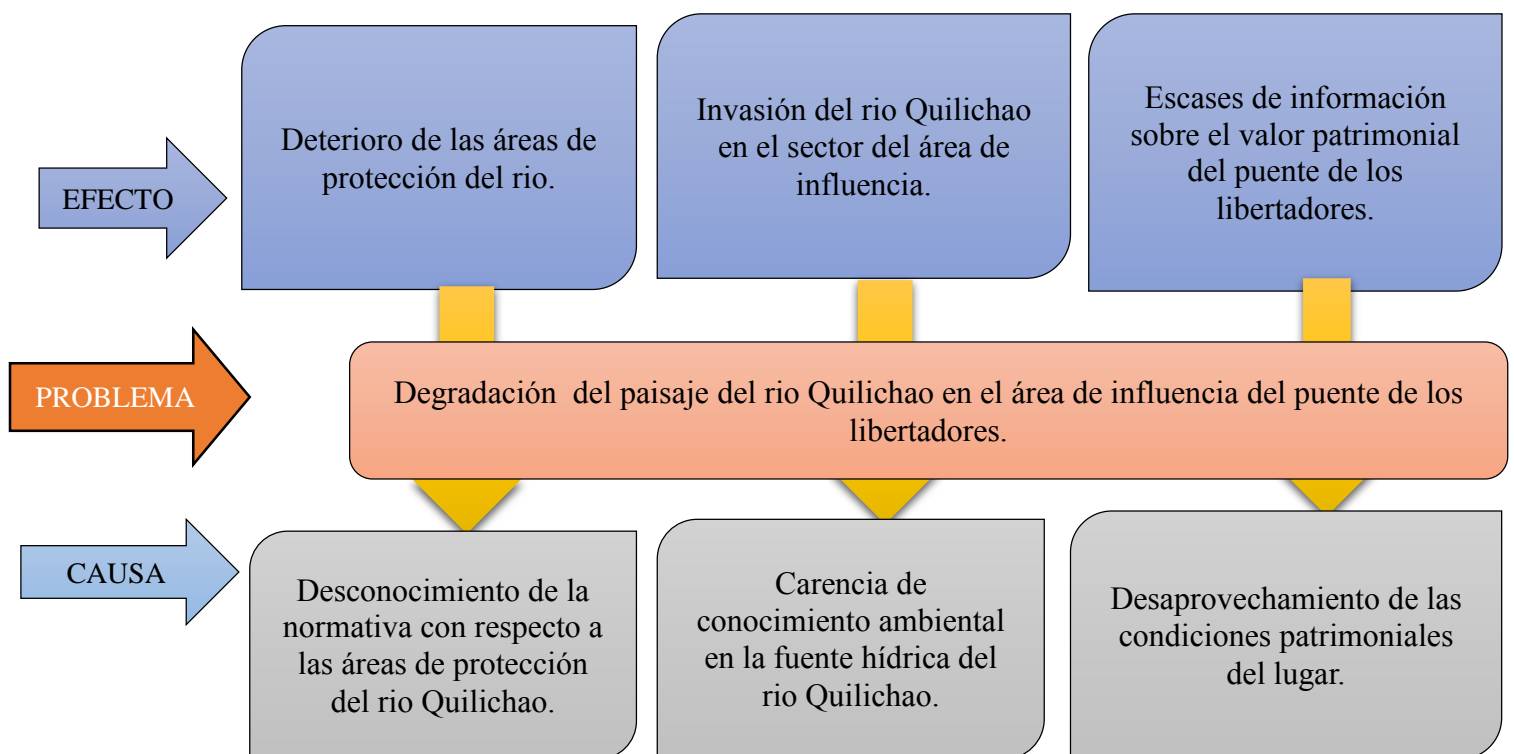 EFECTO
Deterioro de las áreas de
protección del rio.
Invasión del rio Quilichao
en el sector del área de
influencia.
Escases de información
sobre el valor patrimonial
del puente de los
libertadores.
PROBLEMA
Degradación  del paisaje del rio Quilichao en el área de influencia del puente de los
libertadores.
CAUSA
Desconocimiento de la
normativa con respecto a
las áreas de protección
del rio Quilichao.
Carencia de
conocimiento ambiental
en la fuente hídrica del
rio Quilichao.
Desaprovechamiento de las
condiciones patrimoniales
del lugar.